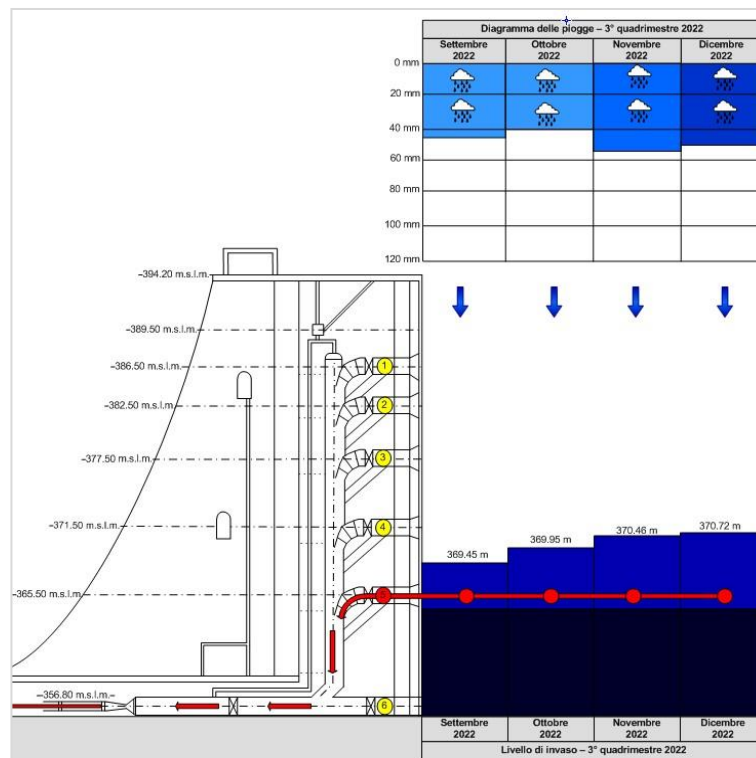 Diagramma delle piogge – 3° quadrimestre 2022
Settembre 2022
Ottobre 2022
Novembre 2022
Dicembre 2022
0 mm
20 mm
40 mm
60 mm
80 mm
100 mm
120 mm
394.20 m.s.l.m.
389.50 m.s.l.m.
386.50 m.s.l.m.
1
382.50 m.s.l.m.
2
377.50 m.s.l.m.
3
371.50 m.s.l.m.
4
369.45 m
369.95 m
370.46 m
370.72 m
365.50 m.s.l.m.
5
356.80 m.s.l.m.
6
Settembre 2022
Ottobre 2022
Novembre 2022
Dicembre 2022
Livello di invaso – 3° quadrimestre 2022